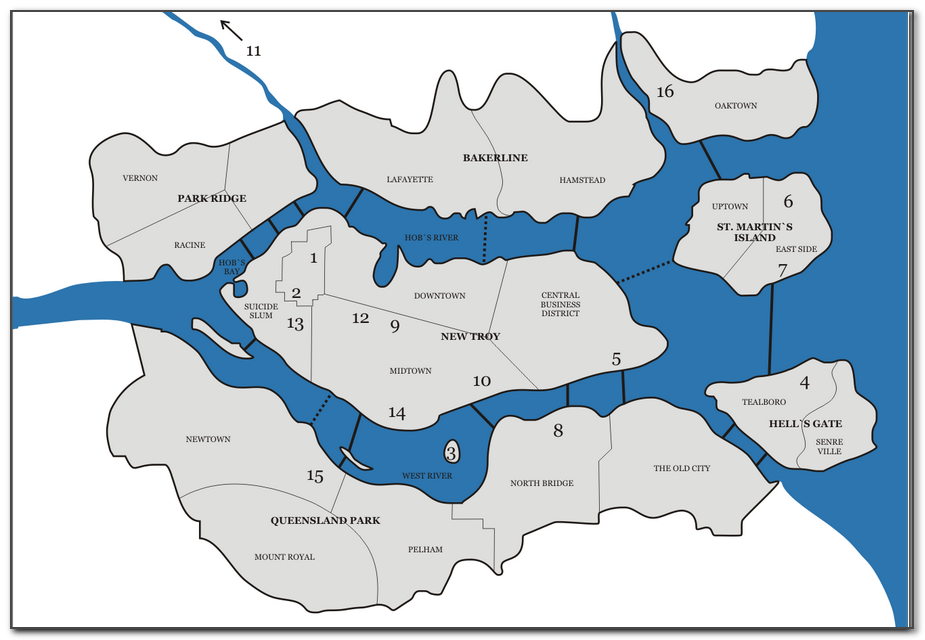 11
16
OAKTOWN
BAKERLINE
VERNON
LAFAYETTE
HAMSTEAD
PARK RIDGE
UPTOWN
6
ST. MARTIN`S
ISLAND
EAST SIDE
7
RACINE
HOB`S RIVER
HOB`S
BAY
1
2
DOWNTOWN
CENTRAL
BUSINESS
DISTRICT
SUICIDE
SLUM
13
12
9
NEW TROY
5
MIDTOWN
10
4
TEALBORO
14
HELL`S GATE
8
SENRE
VILLE
NEWTOWN
3
15
WEST RIVER
NORTH BRIDGE
THE OLD CITY
QUEENSLAND PARK
MOUNT ROYAL
PELHAM